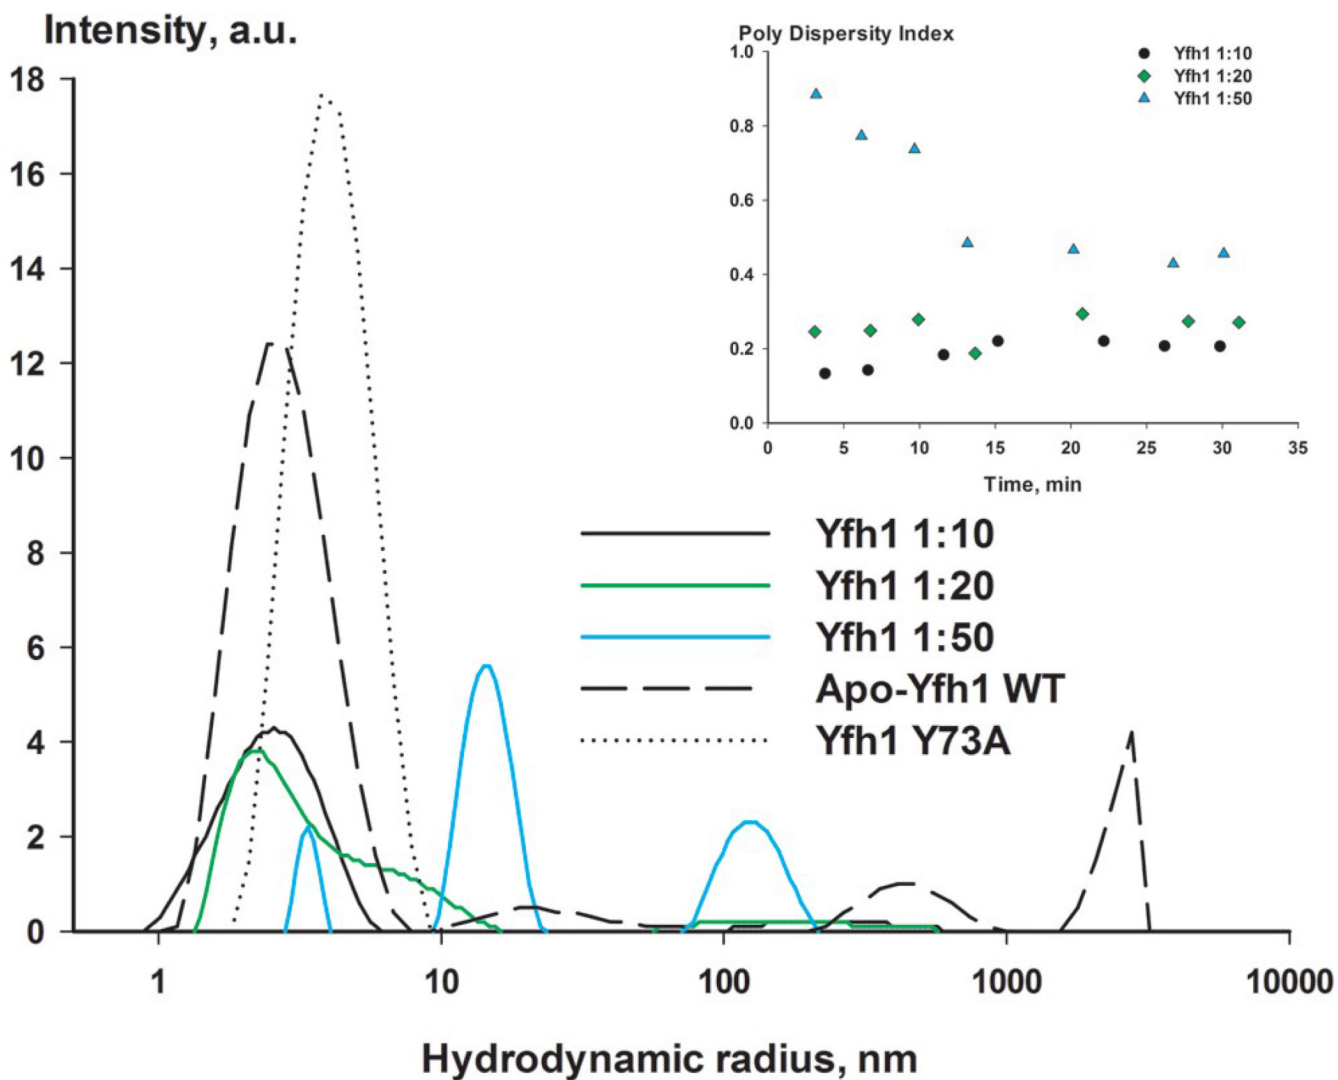 Intensity, a.u.
18
16
14
12
10
8
6
4
2
0
1
10
100
1000
10000
Hydrodynamic radius, nm
Poly Dispersity Index
1.0
0.8
0.6
0.4
0.2
0.0
0
5
10
15
20
25
30
35
Time, min
Yfh1 1:10
Yfh1 1:20
Yfh1 1:50
Yfh1 1:10
Yfh1 1:20
Yfh1 1:50
Apo-Yfh1 WT
Yfh1 Y73A